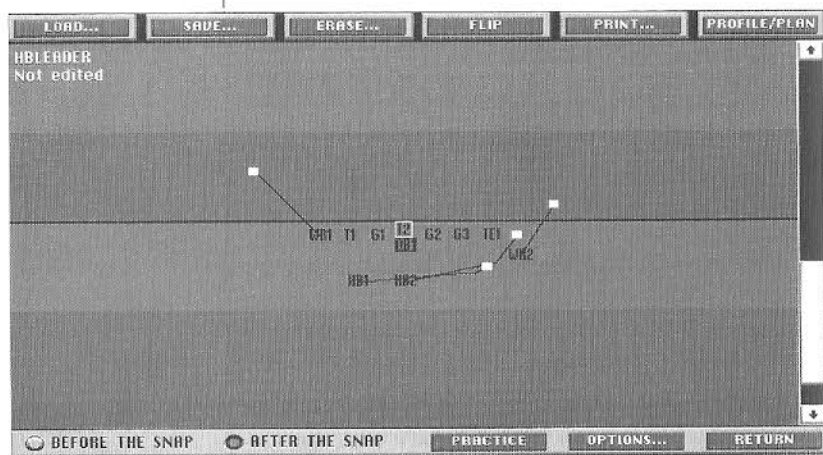 LOAD... SAVE... ERASE... FLIP PRINT... PROFILE/PLAN
HBLEADER
Not edited
WR1 T1 G1 T2 G2 G3 TE1
QB1
WR2
HB1 HB2
BEFORE THE SNAP AFTER THE SNAP PRACTICE OPTIONS... RETURN